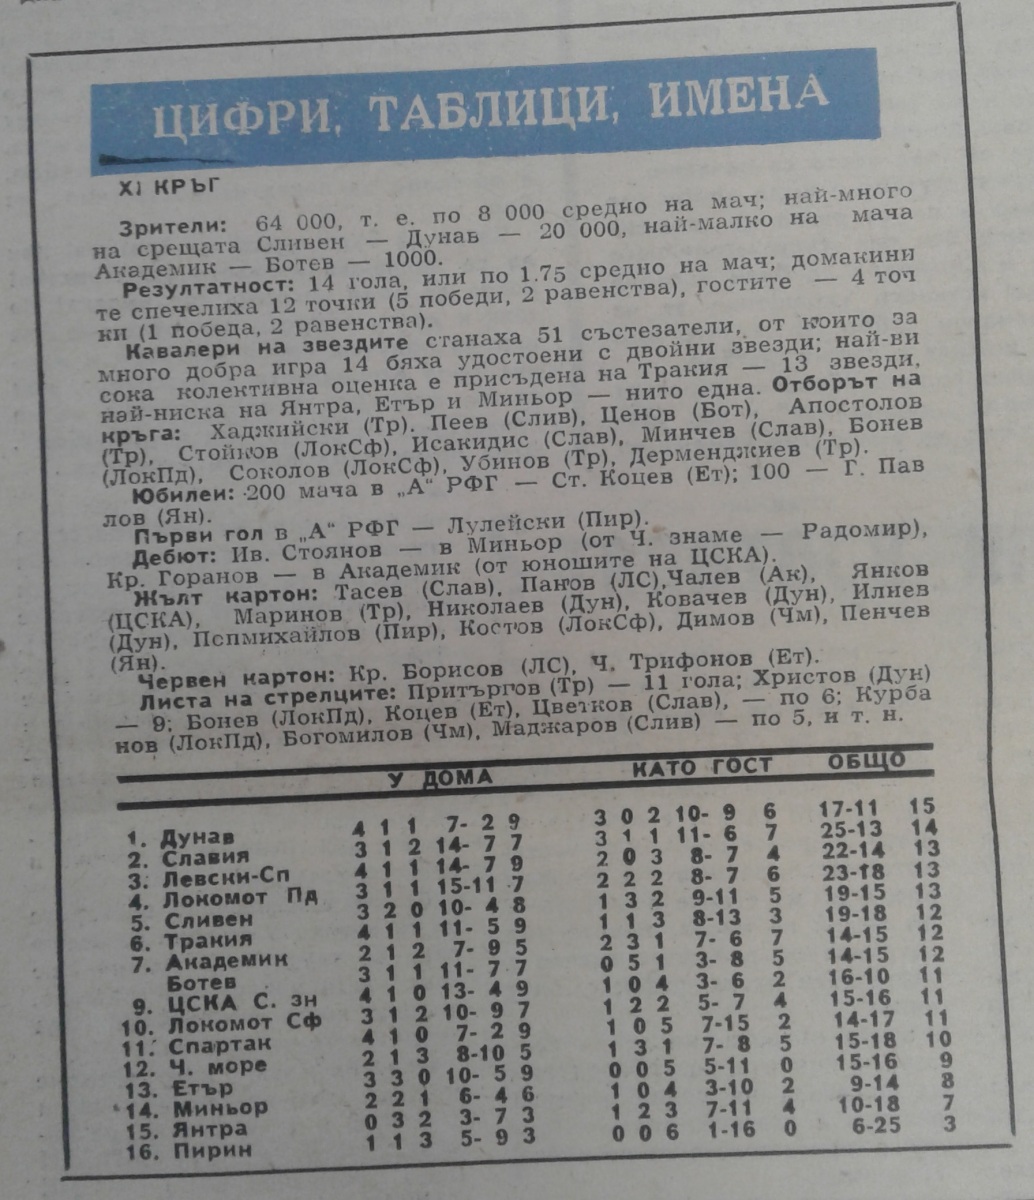 ЦИФРИ, ТАБЛИЦИ, ИМЕНА
XI КРЪГ
Зрители: 64 000, т. е. по 8 000 средно на мач; най-много
на срещата Сливен — Дунав — 20 000, най-малко на мача
Академик — Ботев — 1000.
Резултатност: 14 гола, или по 1.75 средно на мач; домакини
те спечелиха 12 точки (5 победи, 2 равенства), гостите — 4 точ
ки (1 победа, 2 равенства).
Кавалери на звездите станаха 51 състезатели, от които за
много добра игра 14 бяха удостоени с двойни звезди; най-ви
сока колективна оценка е присъдена на Тракия — 13 звезди,
най-ниска на Янтра, Етър и Миньор — нито една. Отборът на
кръга: Хаджийски (Тр). Пеев (Слив), Ценов (Бот), Апостолов
(Тр), Стойков (ЛокСф), Исакидис (Слав), Минчев (Слав), Бонев
(ЛокПд), Соколов (ЛокСф), Убинов (Тр), Дерменджиев (Тр).
Юбилеи: 200 мача в „А“ РФГ — Ст. Коцев (Ет); 100 — Г. Пав
лов (Ян).
Първи гол в „А“ РФГ — Лулейски (Пир).
Дебют: Ив. Стоянов — в Миньор (от Ч. знаме — Радомир),
Кр. Горанов — в Академик (от юношите на ЦСКА).
Жълт картон: Тасев (Слав), Панов (ЛС),Чалев (Ак), Янков
(ЦСКА), Маринов (Тр), Николаев (Дун), Ковачев (Дун), Илиев
(Дун), Попмихайлов (Пир), Костов (ЛокСф), Димов (Чм), Пенчев
(Ян).
Червен картон: Кр. Борисов (ЛС), Ч. Трифонов (Ет).
Листа на стрелците: Притъргов (Тр) — 11 гола; Христов (Дун)
— 9; Бонев (ЛокПд), Коцев (Ет), Цветков (Слав), — по 6; Курба
нов (ЛокПд), Богомилов (Чм), Маджаров (Слив) — по 5, и т. н.
У ДОМА КАТО ГОСТ ОБЩО
1. Дунав 4 1 1 7- 2 9 3 0 2 10- 9 6 17-11 15
2. Славия 3 1 2 14- 7 7 3 1 1 11- 6 7 25-13 14
3. Левски-Сп 4 1 1 14- 7 9 2 0 3 8- 7 4 22-14 13
4. Локомот Пд 3 1 1 15-11 7 2 2 2 8- 7 6 23-18 13
5. Сливен 3 2 0 10- 4 8 1 3 2 9-11 5 19-15 13
6. Тракия 4 1 1 11- 5 9 1 1 3 8-13 3 19-18 12
7. Академик 2 1 2 7- 9 5 2 3 1 7- 6 7 14-15 12
Ботев 3 1 1 11- 7 7 0 5 1 3- 8 5 14-15 12
9. ЦСКА С. зн 4 1 0 13- 4 9 1 0 4 3- 6 2 16-10 11
10. Локомот Сф 3 1 2 10- 9 7 1 2 2 5- 7 4 15-16 11
11. Спартак 4 1 0 7- 2 9 1 0 5 7-15 2 14-17 11
12. Ч. море 2 1 3 8-10 5 1 3 1 7- 8 5 15-18 10
13. Етър 3 3 0 10- 5 9 0 0 5 5-11 0 15-16 9
14. Миньор 2 2 1 6- 4 6 1 0 4 3-10 2 9-14 8
15. Янтра 0 3 2 3- 7 3 1 2 3 7-11 4 10-18 7
16. Пирин 1 1 3 5- 9 3 0 0 6 1-16 0 6-25 3